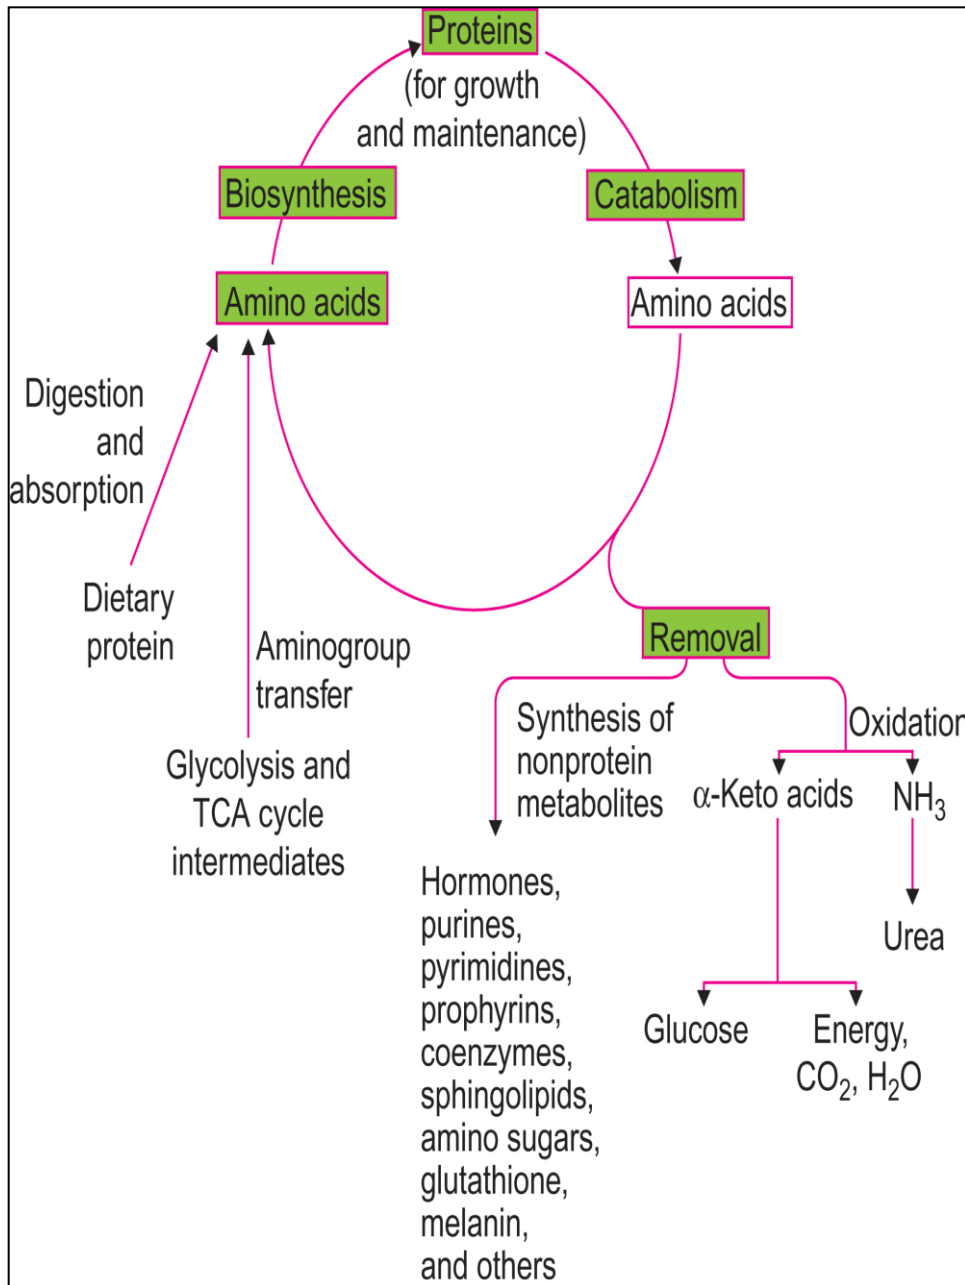 Proteins
(for growth
and maintenance)
Biosynthesis
Catabolism
Amino acids
Amino acids
Digestion
and
absorption
Dietary
protein
Aminogroup
transfer
Glycolysis and
TCA cycle
intermediates
Removal
Synthesis of
nonprotein
metabolites
Oxidation
α-Keto acids
NH₃
Urea
Glucose
Energy,
CO₂, H₂O
Hormones,
purines,
pyrimidines,
prophyrins,
coenzymes,
sphingolipids,
amino sugars,
glutathione,
melanin,
and others